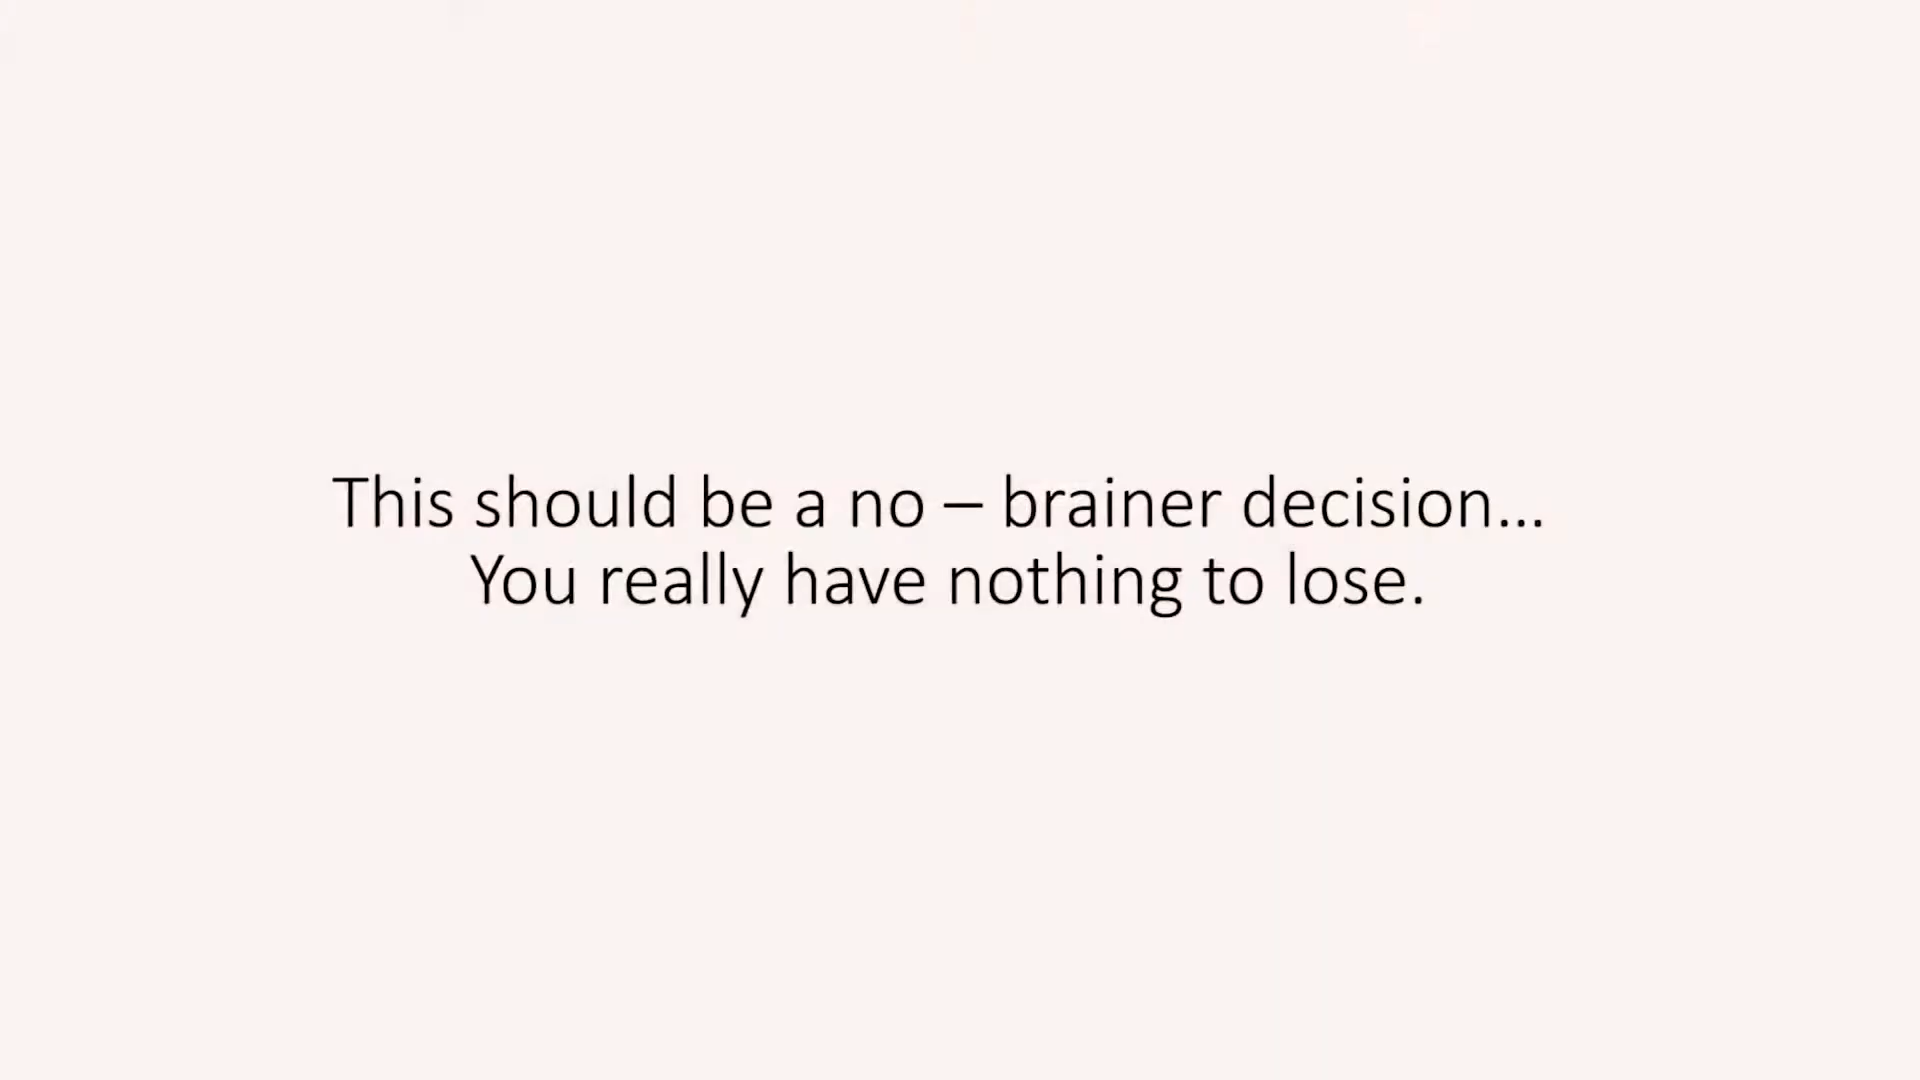 This should be a no – brainer decision...
You really have nothing to lose.